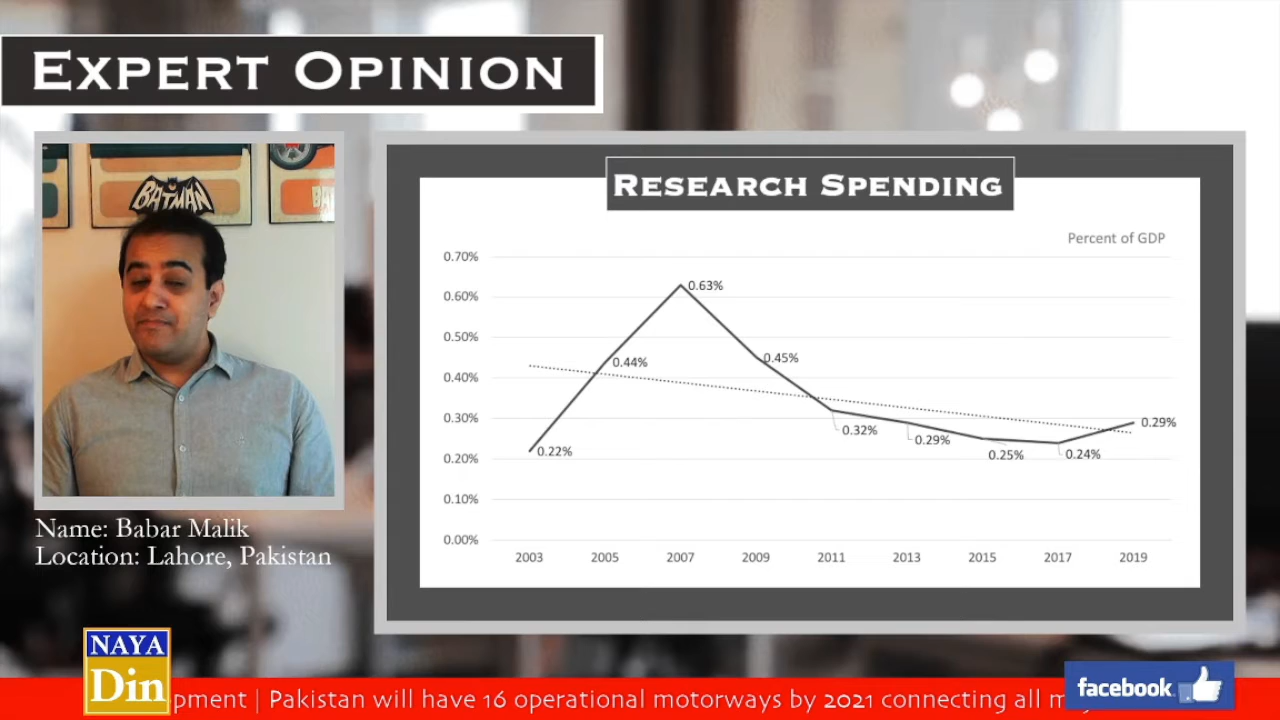 EXPERT OPINION
BATMAN
BA
Name: Babar Malik
Location: Lahore, Pakistan
RESEARCH SPENDING
Percent of GDP
0.70%
0.60%
0.50%
0.40%
0.30%
0.20%
0.10%
0.00%
0.22%
0.44%
0.63%
0.45%
0.32%
0.29%
0.25%
0.24%
0.29%
2003 2005 2007 2009 2011 2013 2015 2017 2019
NAYA
Din
pment | Pakistan will have 16 operational motorways by 2021 connecting all m
facebook